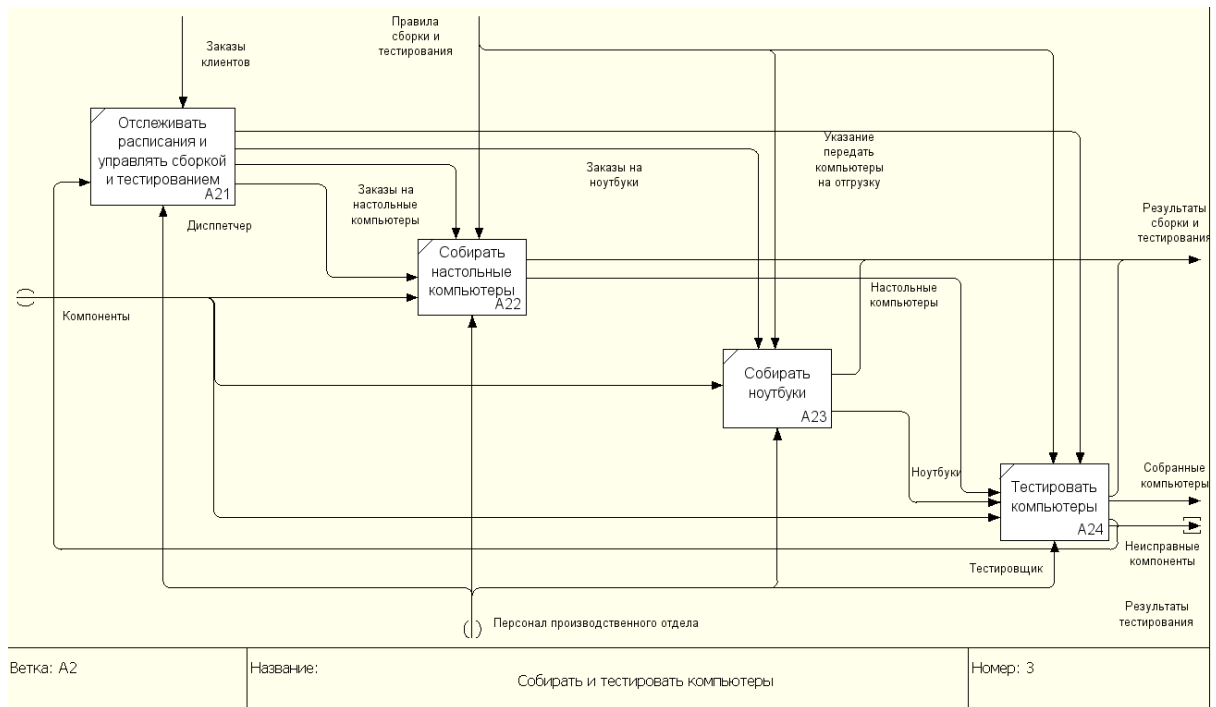 Правила
сборки и
тестирования
Заказы
клиентов
Отслеживать
расписания и
управлять сборкой
и тестированием
A21
Указание
передать
компьютеры
на отгрузку
Заказы на
ноутбуки
Заказы на
настольные
компьютеры
Дисппетчер
Результаты
сборки и
тестирования
Собирать
настольные
компьютеры
A22
Настольные
компьютеры
Компоненты
Собирать
ноутбуки
A23
Ноутбуки
Тестировать
компьютеры
A24
Собранные
компьютеры
Неисправные
компоненты
Тестировщик
Результаты
тестирования
Персонал производственного отдела
Ветка: A2
Название:
Собирать и тестировать компьютеры
Номер: 3